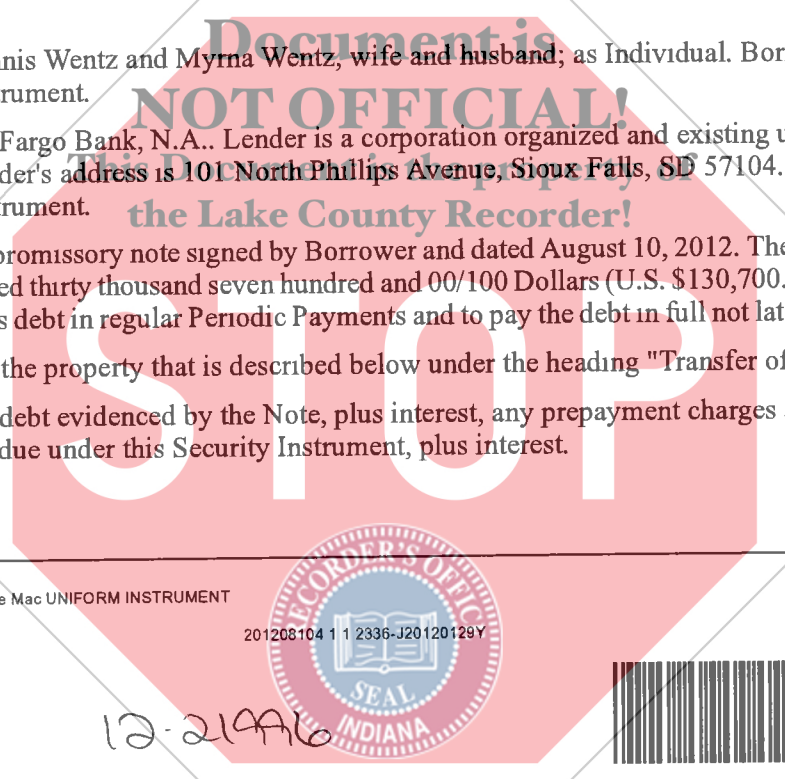 Document is
nis Wentz and Myrna Wentz, wife and husband; as Individual. Bor
rument.
NOT OFFICIAL!
Fargo Bank, N.A.. Lender is a corporation organized and existing u
This Document is the property of
der's address is 101 North Phillips Avenue, Sioux Falls, SD 57104.
trument.
the Lake County Recorder!
promissory note signed by Borrower and dated August 10, 2012. The
ed thirty thousand seven hundred and 00/100 Dollars (U.S. $130,700.
s debt in regular Periodic Payments and to pay the debt in full not lat
the property that is described below under the heading "Transfer of
debt evidenced by the Note, plus interest, any prepayment charges
due under this Security Instrument, plus interest.
STOP
e Mac UNIFORM INSTRUMENT
RECORDER'S OFFICE
201208104 1 1 2336-J20120129Y
SEAL
INDIANA
12-21996